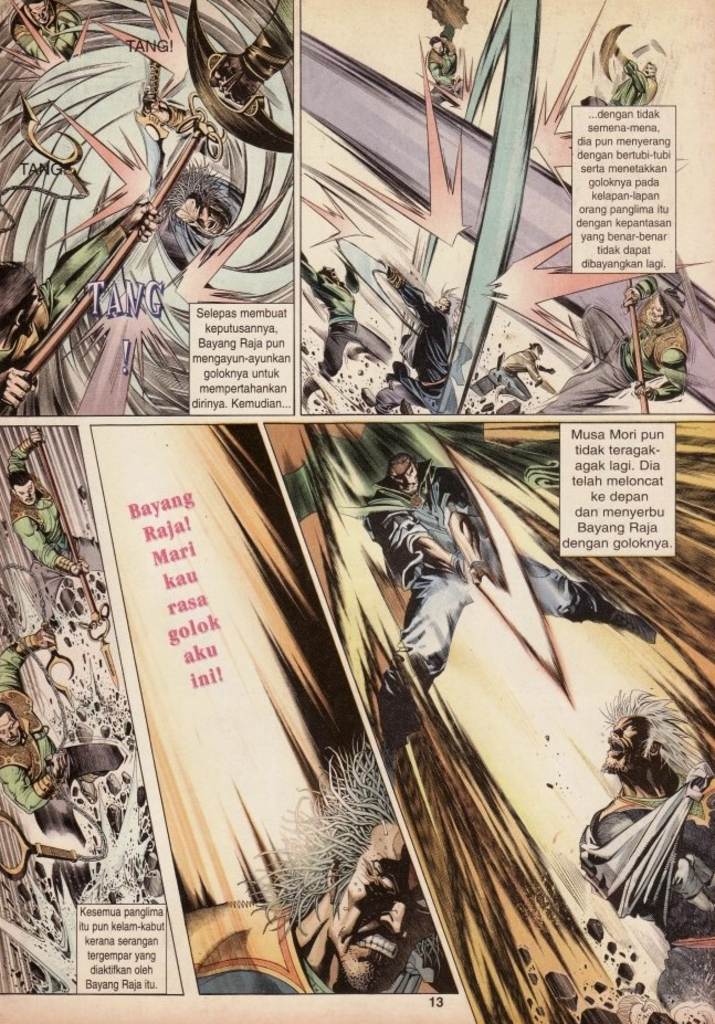 TANG!
TANG!
TANG
!
Selepas membuat
keputusannya,
Bayang Raja pun
mengayun-ayunkan
goloknya untuk
mempertahankan
dirinya. Kemudian...
...dengan tidak
semena-mena,
dia pun menyerang
dengan bertubi-tubi
serta menetakkan
goloknya pada
kelapan-lapan
orang panglima itu
dengan kepantasan
yang benar-benar
tidak dapat
dibayangkan lagi.
Kesemua panglima
itu pun kelam-kabut
kerana serangan
tergempar yang
diaktifkan oleh
Bayang Raja itu.
Bayang
Raja!
Mari
kau
rasa
golok
aku
ini!
Musa Mori pun
tidak teragak-
agak lagi. Dia
telah meloncat
ke depan
dan menyerbu
Bayang Raja
dengan goloknya.
13